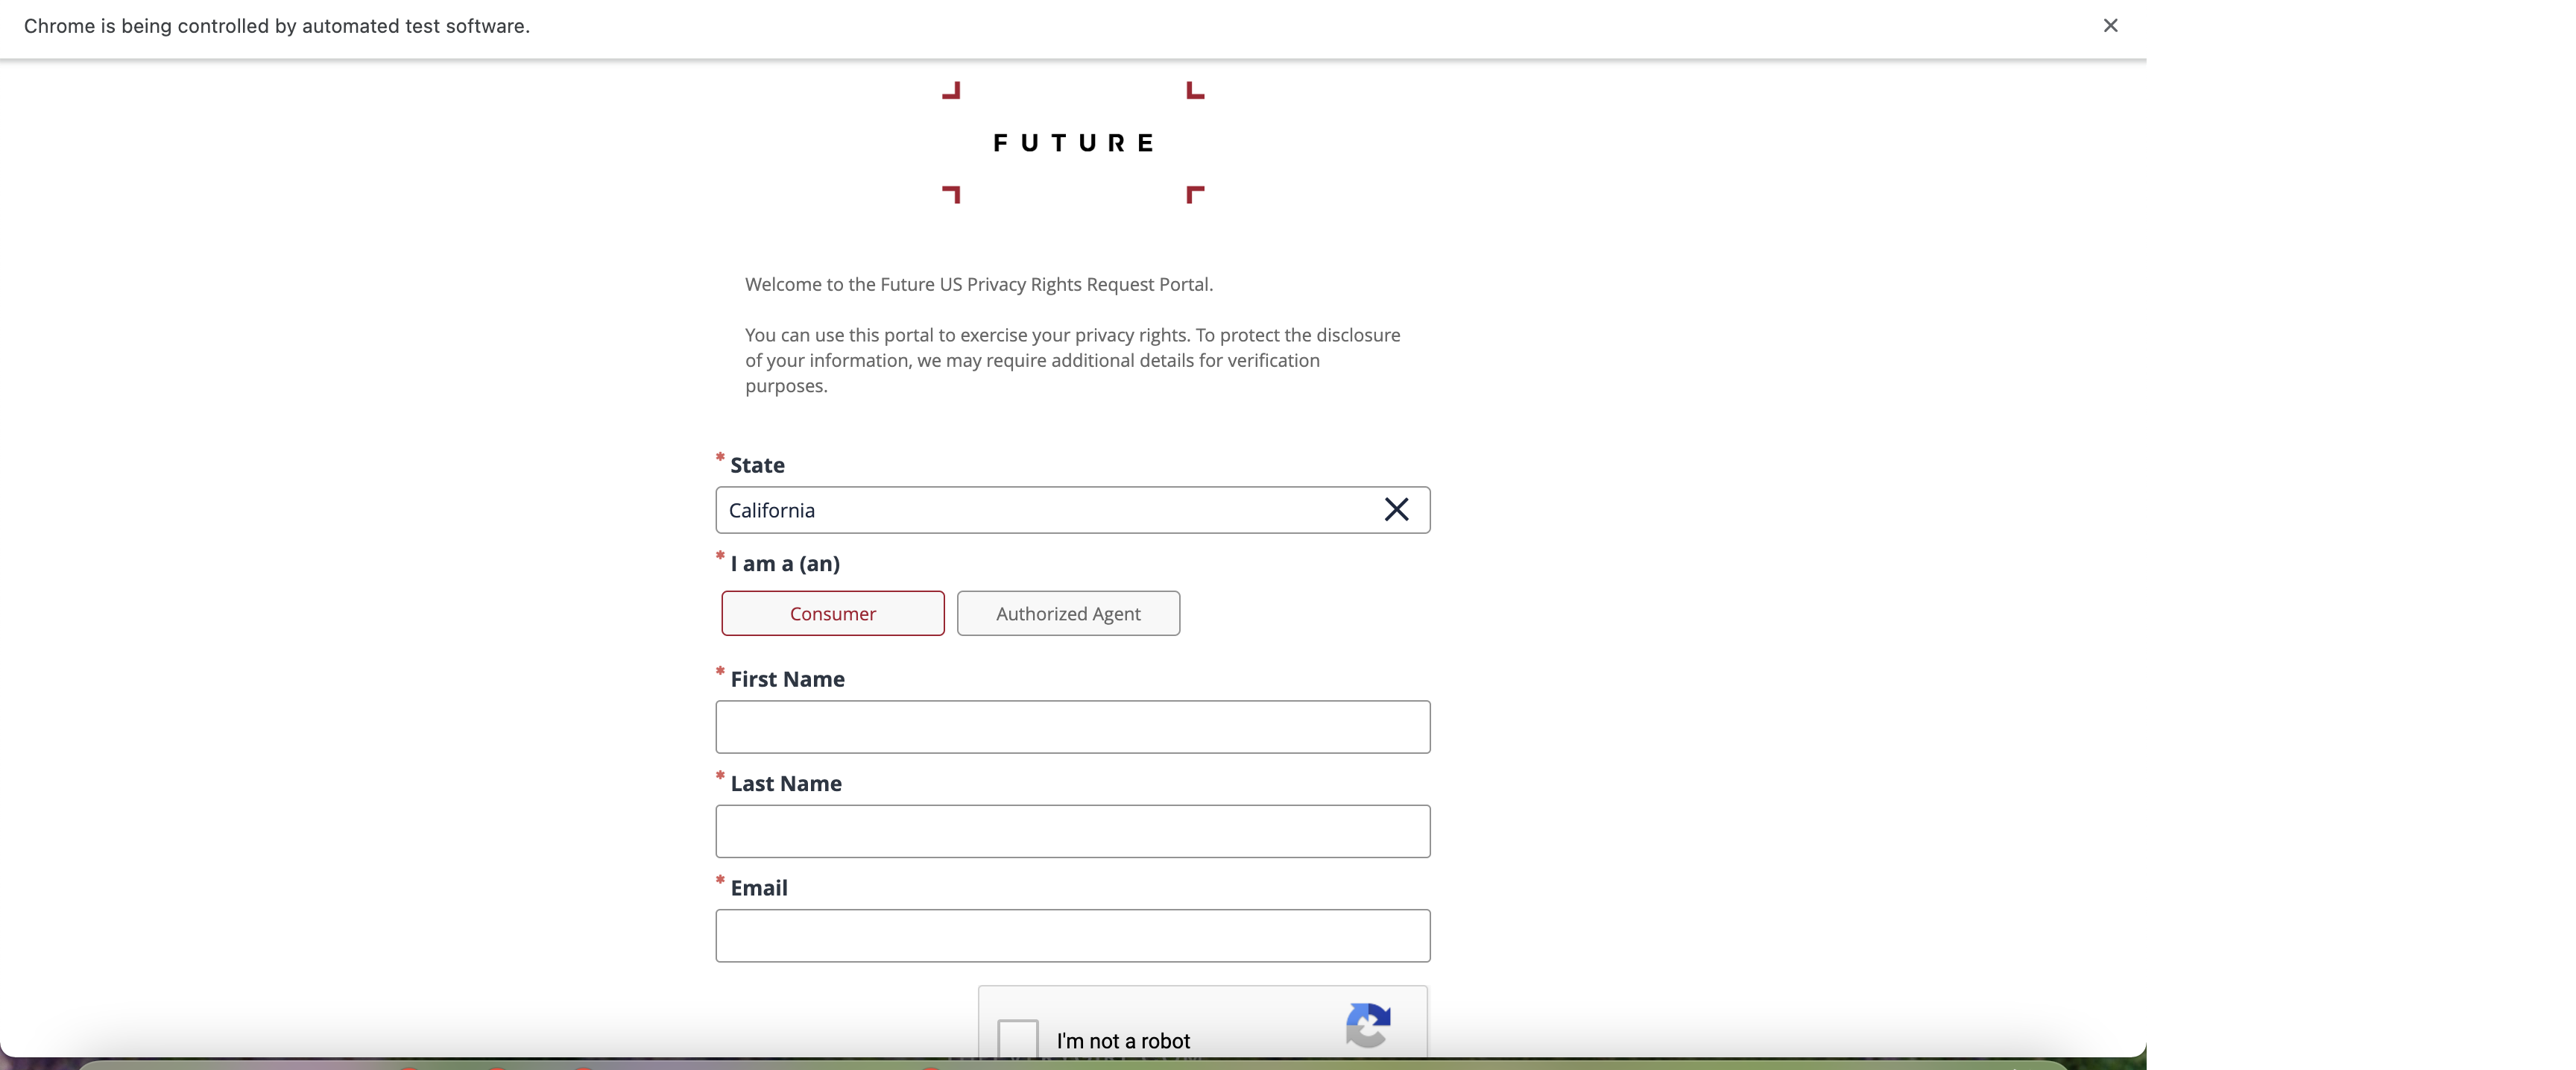 Chrome is being controlled by automated test software.
FUTURE
Welcome to the Future US Privacy Rights Request Portal.
You can use this portal to exercise your privacy rights. To protect the disclosure
of your information, we may require additional details for verification
purposes.
* State
California
* I am a (an)
Consumer
Authorized Agent
* First Name
* Last Name
* Email
I'm not a robot